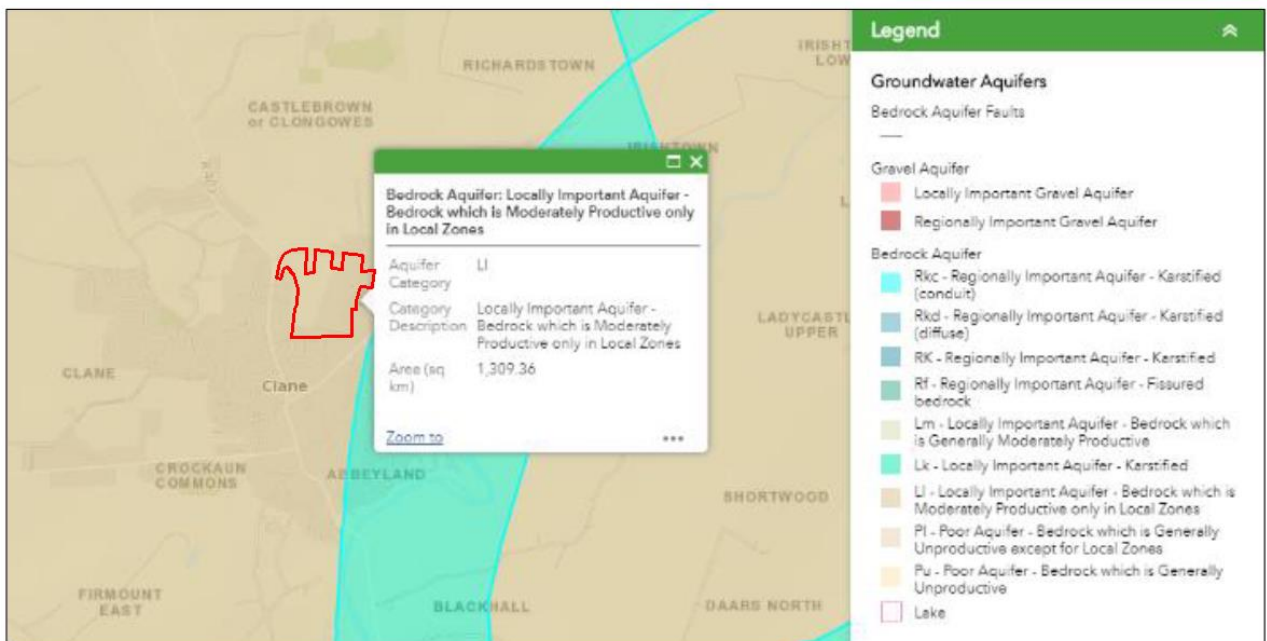 RICHARDSTOWN
CASTLEBROWN
or CLONGOWES
CLANE
Clane
CROCKAUN
COMMONS
ABBEYLAND
FIRMOUNT
EAST
BLACKHALL
DAARS NORTH
SHORTWOOD
UPPER
Bedrock Aquifer: Locally Important Aquifer -
Bedrock which is Moderately Productive only
in Local Zones
Aquifer Category LI
Category Description Locally Important Aquifer -
Bedrock which is Moderately
Productive only in Local Zones
Area (sq km) 1,309.36
Zoom to
Legend
Groundwater Aquifers
Bedrock Aquifer Faults
Gravel Aquifer
Locally Important Gravel Aquifer
Regionally Important Gravel Aquifer
Bedrock Aquifer
Rkc - Regionally Important Aquifer - Karstified
(conduit)
Rkd - Regionally Important Aquifer - Karstified
(diffuse)
RK - Regionally Important Aquifer - Karstified
Rf - Regionally Important Aquifer - Fissured
bedrock
Lm - Locally Important Aquifer - Bedrock which
is Generally Moderately Productive
Lk - Locally Important Aquifer - Karstified
LI - Locally Important Aquifer - Bedrock which is
Moderately Productive only in Local Zones
Pl - Poor Aquifer - Bedrock which is Generally
Unproductive except for Local Zones
Pu - Poor Aquifer - Bedrock which is Generally
Unproductive
Lake